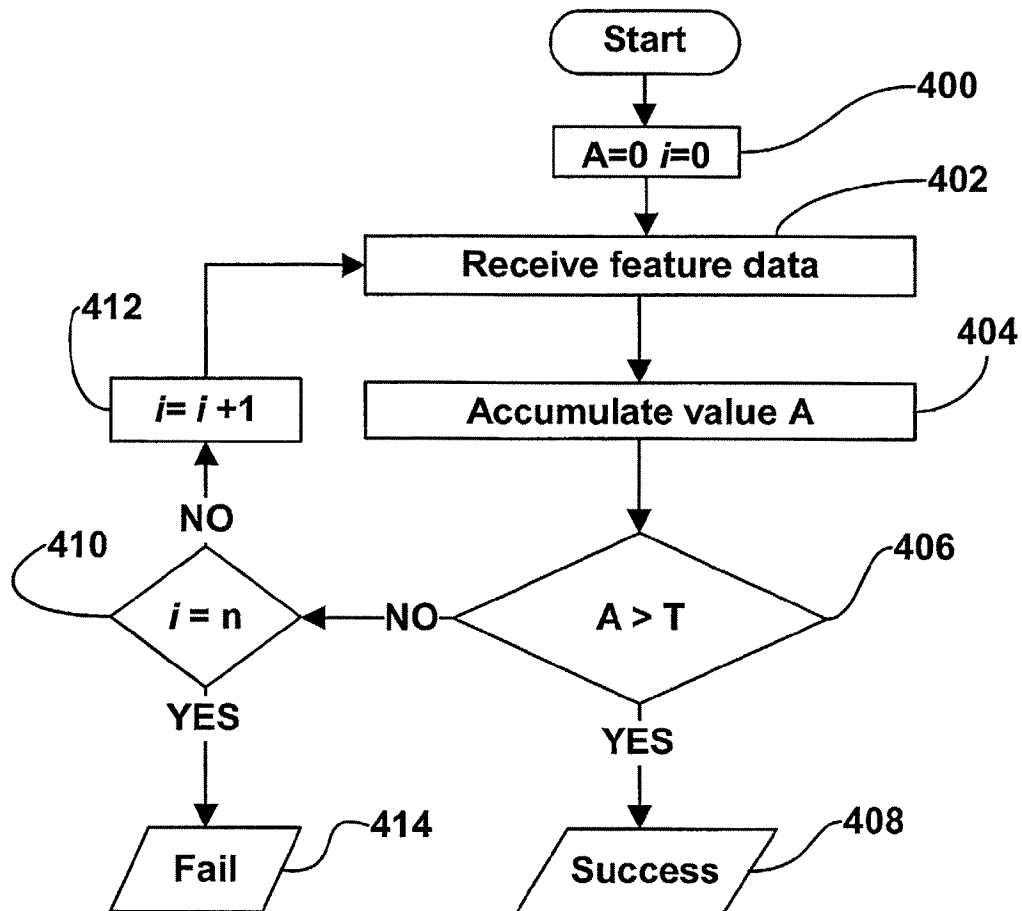 Start
400
A=0 i=0
402
Receive feature data
412
404
i= i +1
Accumulate value A
NO
410
406
i = n
NO
A > T
YES
YES
414
408
Fail
Success